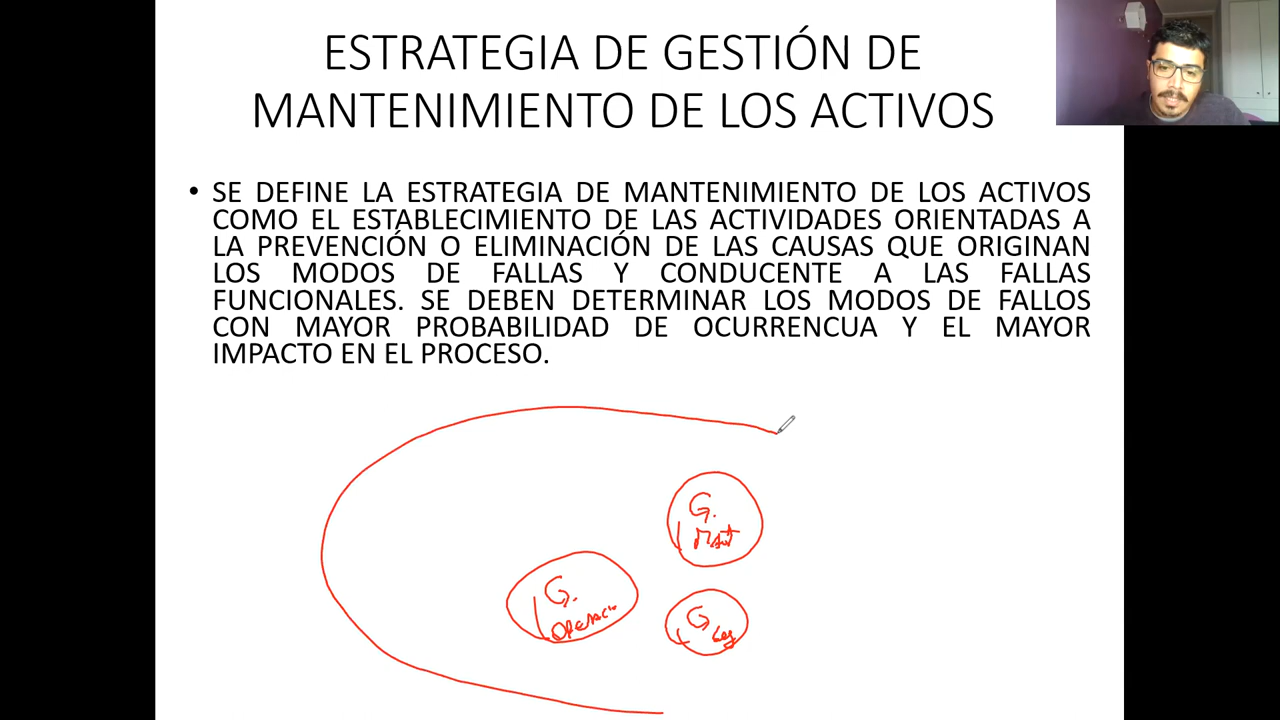 ESTRATEGIA DE GESTIÓN DE
MANTENIMIENTO DE LOS ACTIVOS
• SE DEFINE LA ESTRATEGIA DE MANTENIMIENTO DE LOS ACTIVOS
COMO EL ESTABLECIMIENTO DE LAS ACTIVIDADES ORIENTADAS A
LA PREVENCIÓN O ELIMINACIÓN DE LAS CAUSAS QUE ORIGINAN
LOS MODOS DE FALLAS Y CONDUCENTE A LAS FALLAS
FUNCIONALES. SE DEBEN DETERMINAR LOS MODOS DE FALLOS
CON MAYOR PROBABILIDAD DE OCURRENCUA Y EL MAYOR
IMPACTO EN EL PROCESO.
G.
G.
G